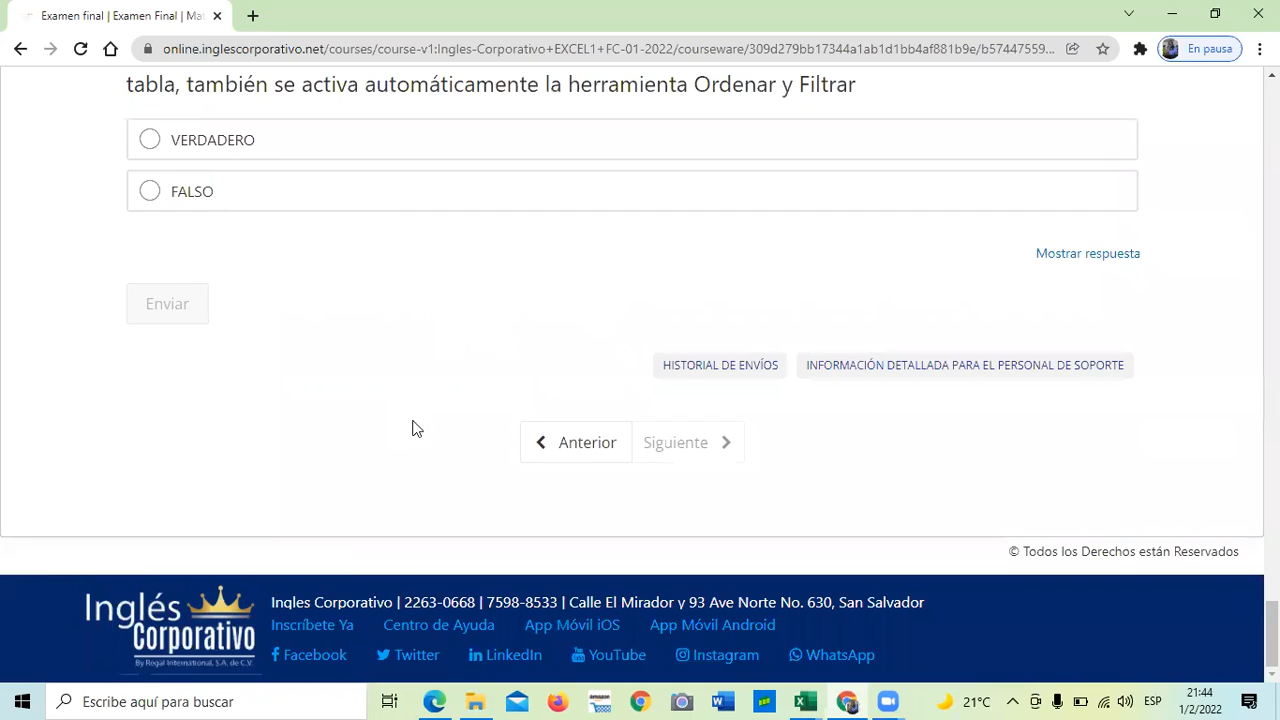 Examen final | Examen Final | Ma
online.inglescorporativo.net/courses/course-v1:Ingles-Corporativo+EXCEL1+FC-01-2022/courseware/309d279bb17344a1ab1d1bb4af881b9e/b57447559...
En pausa
tabla, también se activa automáticamente la herramienta Ordenar y Filtrar
VERDADERO
FALSO
Mostrar respuesta
Enviar
HISTORIAL DE ENVÍOS INFORMACIÓN DETALLADA PARA EL PERSONAL DE SOPORTE
Anterior Siguiente
© Todos los Derechos están Reservados
Inglés Corporativo
By Regal International, S.A. de C.V.
Ingles Corporativo | 2263-0668 | 7598-8533 | Calle El Mirador y 93 Ave Norte No. 630, San Salvador
Inscríbete Ya Centro de Ayuda App Móvil iOS App Móvil Android
Facebook Twitter LinkedIn YouTube Instagram WhatsApp
Escribe aquí para buscar
21°C
ESP
21:44
1/2/2022